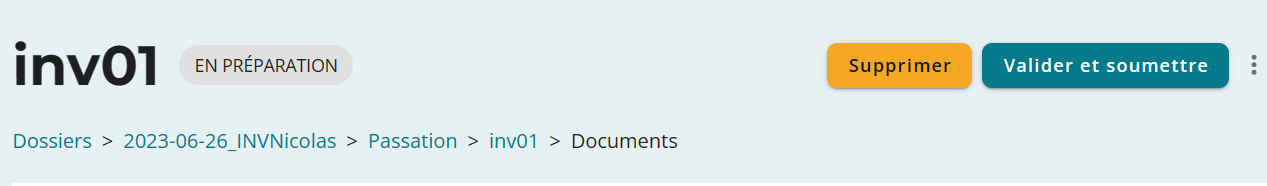 inv01 EN PRÉPARATION Supprimer Valider et soumettre
Dossiers > 2023-06-26_INVNicolas > Passation > inv01 > Documents